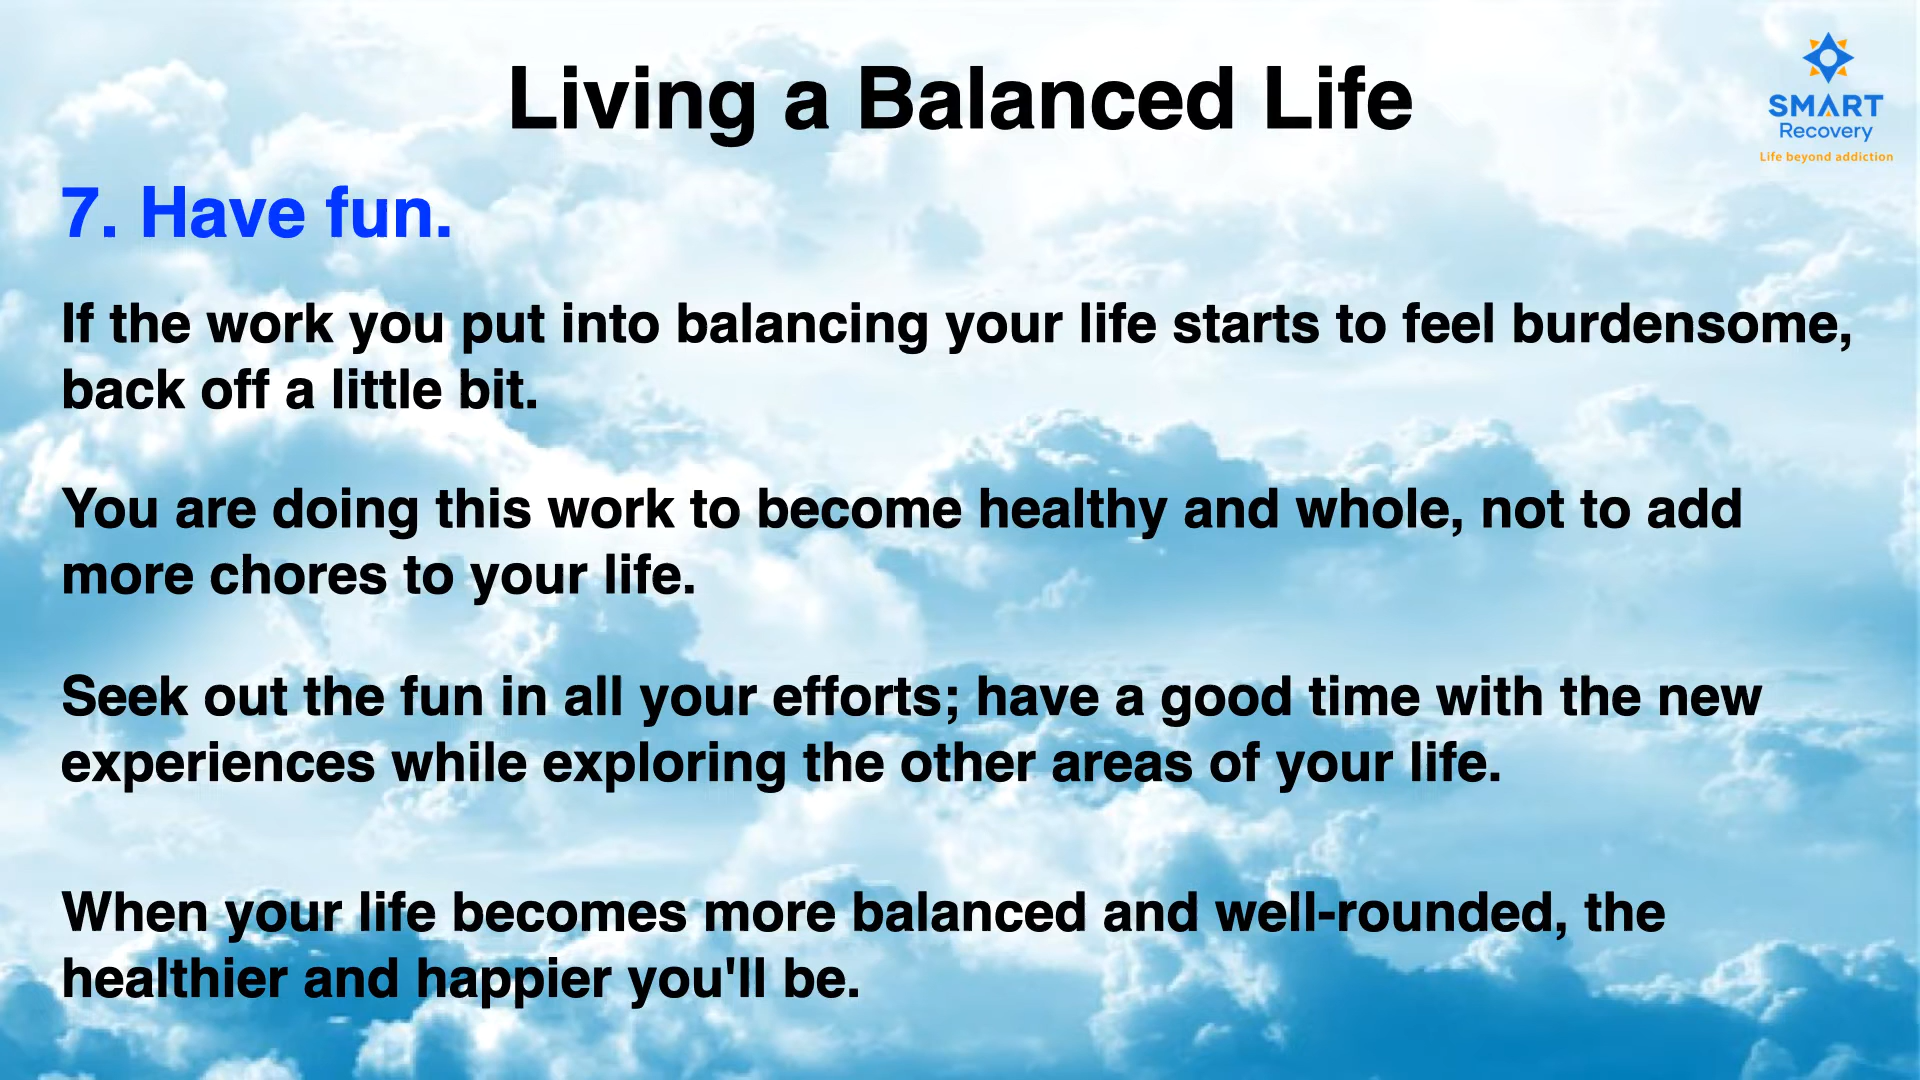 Living a Balanced Life
SMART
Recovery
Life beyond addiction
7. Have fun.
If the work you put into balancing your life starts to feel burdensome,
back off a little bit.
You are doing this work to become healthy and whole, not to add
more chores to your life.
Seek out the fun in all your efforts; have a good time with the new
experiences while exploring the other areas of your life.
When your life becomes more balanced and well-rounded, the
healthier and happier you'll be.